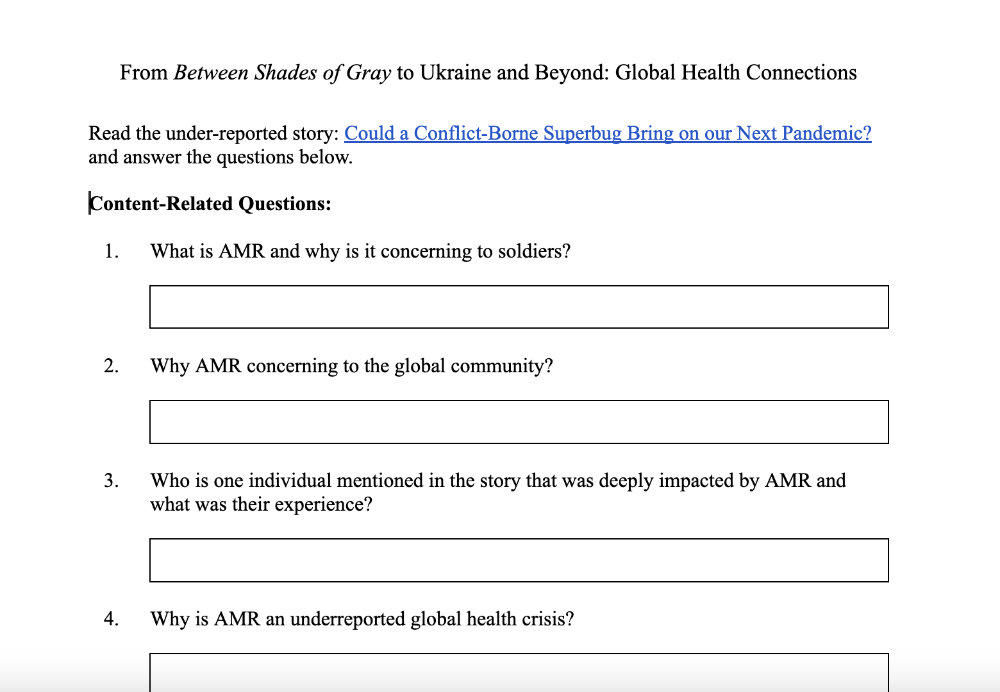 From Between Shades of Gray to Ukraine and Beyond: Global Health Connections
Read the under-reported story: Could a Conflict-Borne Superbug Bring on our Next Pandemic?
and answer the questions below.
Content-Related Questions:
1. What is AMR and why is it concerning to soldiers?
2. Why AMR concerning to the global community?
3. Who is one individual mentioned in the story that was deeply impacted by AMR and
what was their experience?
4. Why is AMR an underreported global health crisis?